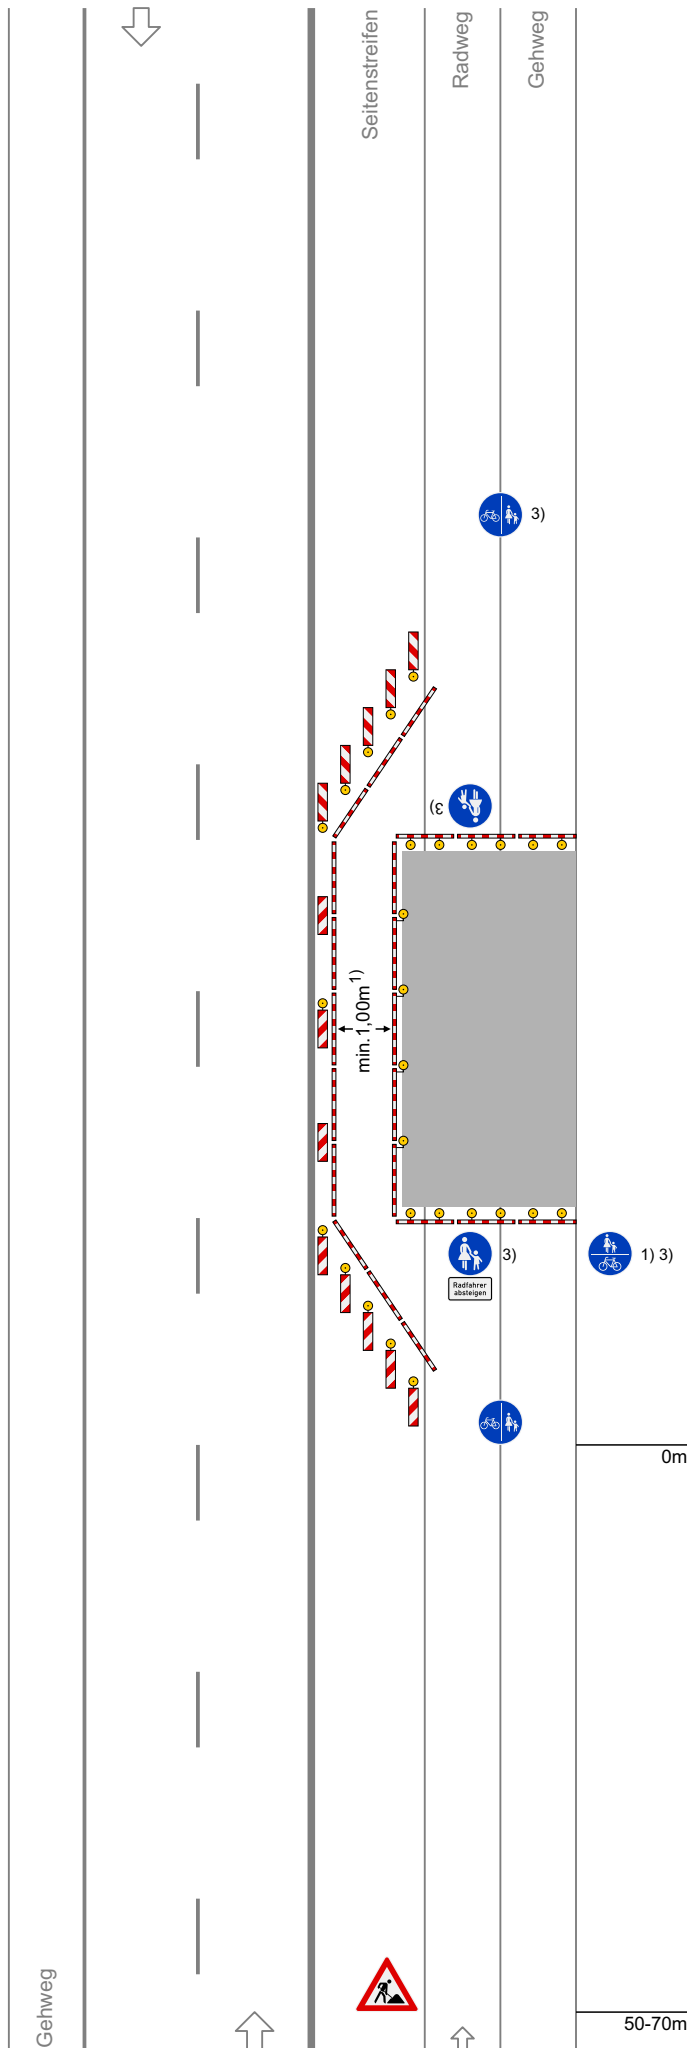 Seitenstreifen
Radweg
Gehweg
3)
3)
min.1,00m 1)
3)
Radfahrer
absteigen
1) 3)
0m
Gehweg
50-70m